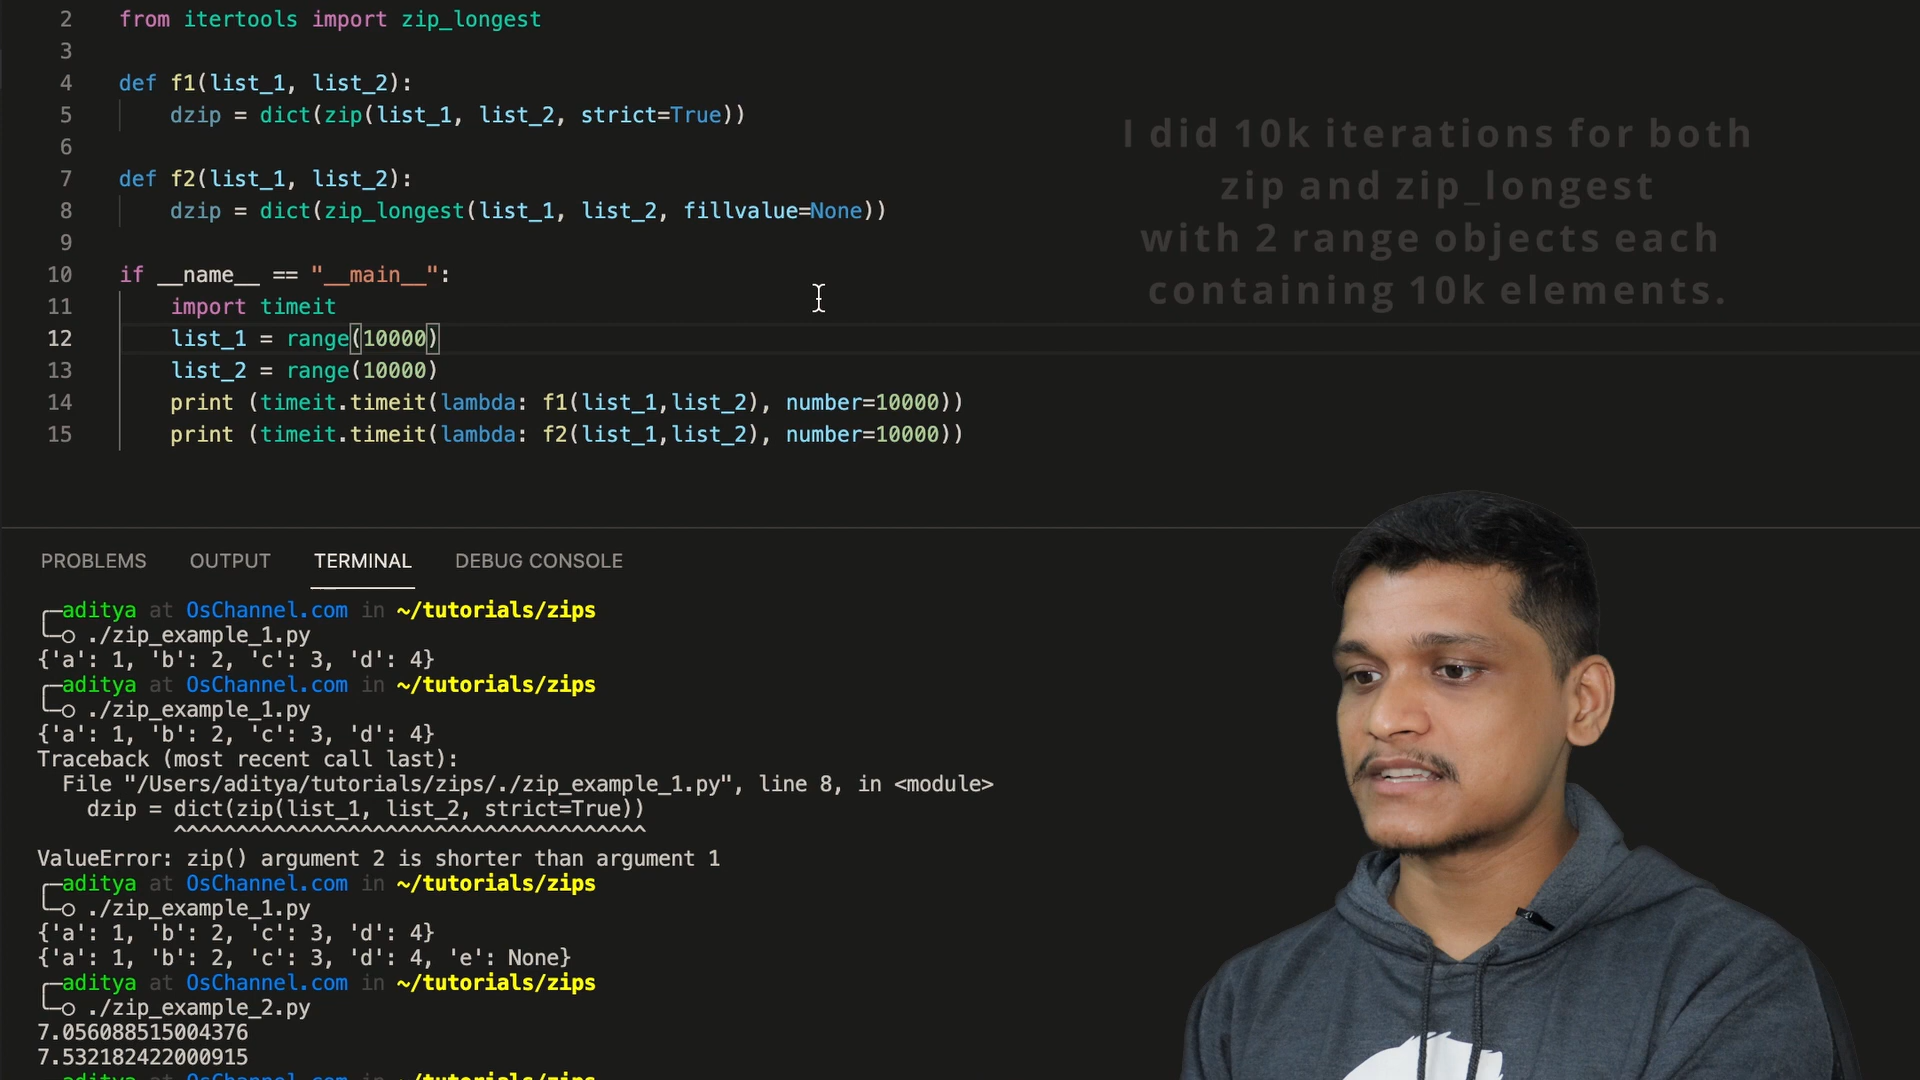 2 from itertools import zip_longest
3
4 def f1(list_1, list_2):
5 dzip = dict(zip(list_1, list_2, strict=True))
6
7 def f2(list_1, list_2):
8 dzip = dict(zip_longest(list_1, list_2, fillvalue=None))
9
10 if __name__ == "__main__":
11 import timeit
12 list_1 = range(10000)
13 list_2 = range(10000)
14 print (timeit.timeit(lambda: f1(list_1,list_2), number=10000))
15 print (timeit.timeit(lambda: f2(list_1,list_2), number=10000))
I did 10k iterations for both
zip and zip_longest
with 2 range objects each
containing 10k elements.
PROBLEMS OUTPUT TERMINAL DEBUG CONSOLE
aditya at OsChannel.com in ~/tutorials/zips
./zip_example_1.py
{'a': 1, 'b': 2, 'c': 3, 'd': 4}
aditya at OsChannel.com in ~/tutorials/zips
./zip_example_1.py
{'a': 1, 'b': 2, 'c': 3, 'd': 4}
Traceback (most recent call last):
File "/Users/aditya/tutorials/zips/./zip_example_1.py", line 8, in <module>
dzip = dict(zip(list_1, list_2, strict=True))
^^^^^^^^^^^^^^^^^^^^^^^^^^^^^^^^^^^^^^
ValueError: zip() argument 2 is shorter than argument 1
aditya at OsChannel.com in ~/tutorials/zips
./zip_example_1.py
{'a': 1, 'b': 2, 'c': 3, 'd': 4}
{'a': 1, 'b': 2, 'c': 3, 'd': 4, 'e': None}
aditya at OsChannel.com in ~/tutorials/zips
./zip_example_2.py
7.056088515004376
7.532182422000915
aditya at OsChannel.com in ~/tutorials/zips